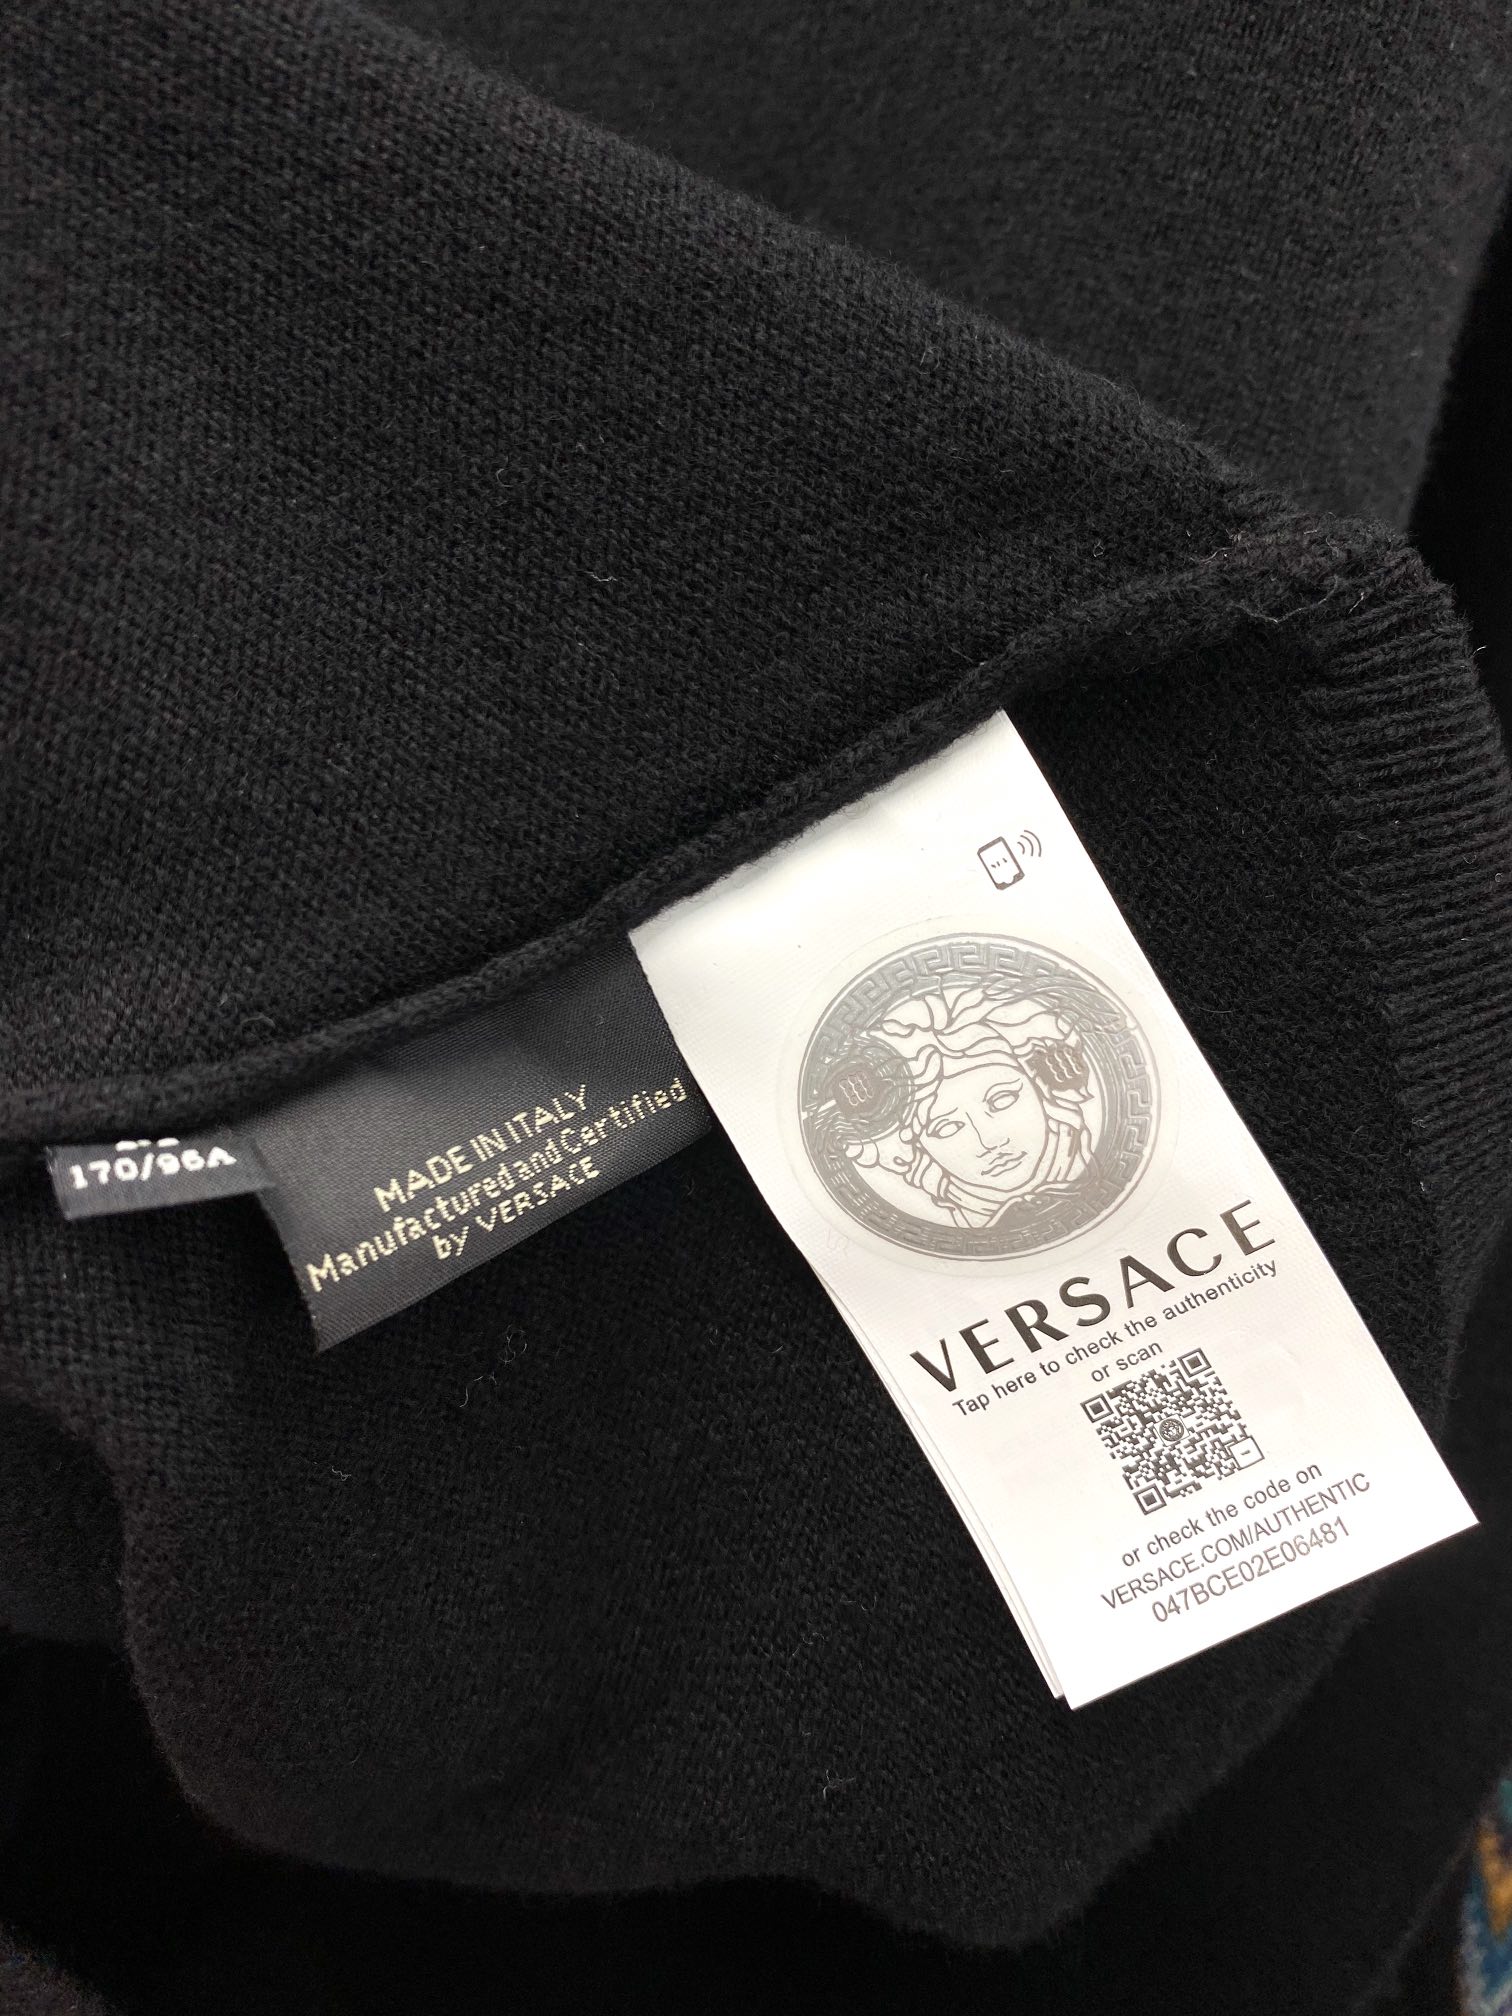 170/96A
MADE IN ITALY
Manufactured and Certified
by VERSACE
VERSACE
Tap here to check the authenticity
or scan
or check the code on
VERSACE.COM/AUTHENTIC
047BCE02E06481